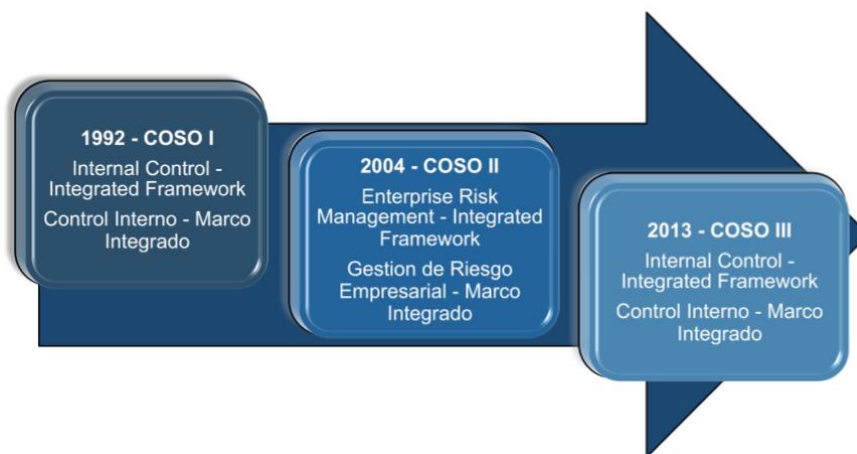 1992 - COSO I
Internal Control -
Integrated Framework
Control Interno - Marco
Integrado
2004 - COSO II
Enterprise Risk
Management - Integrated
Framework
Gestion de Riesgo
Empresarial - Marco
Integrado
2013 - COSO III
Internal Control -
Integrated Framework
Control Interno - Marco
Integrado